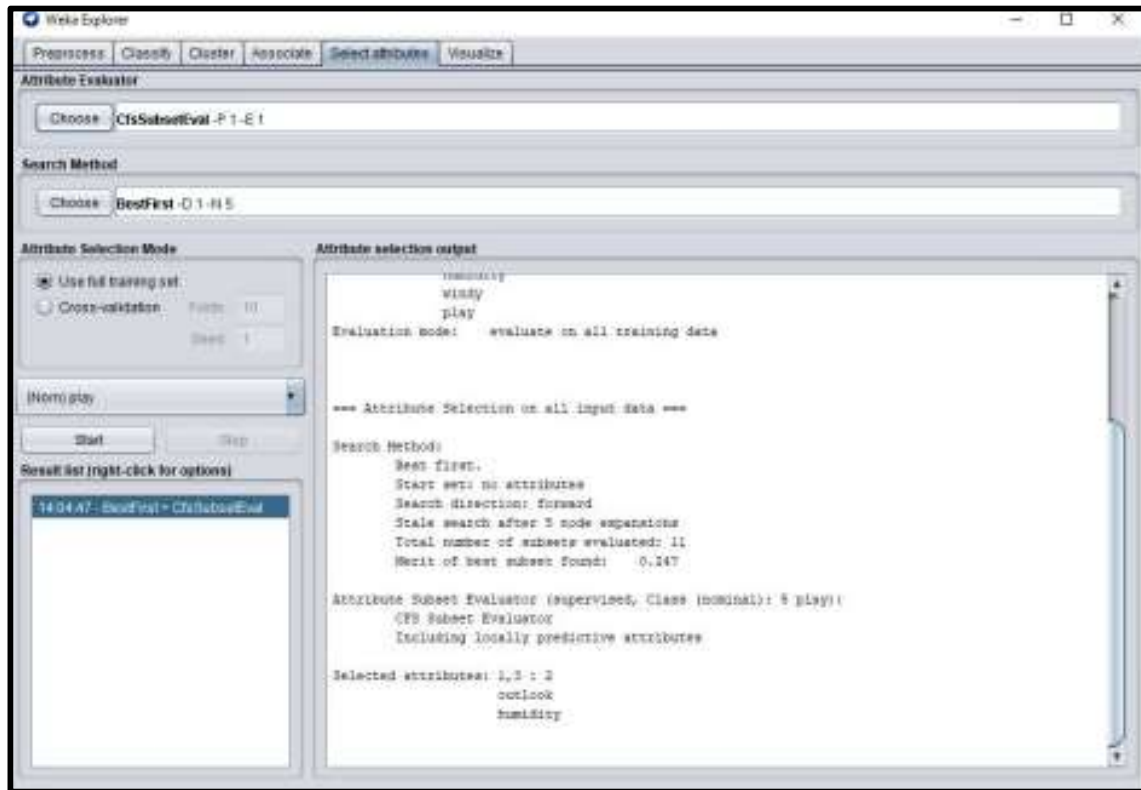 Weka Explorer
Preprocess Classify Cluster Associate Select attributes Visualize
Attribute Evaluator
Choose CfsSubsetEval -P 1 -E 1
Search Method
Choose BestFirst -D 1 -N 5
Attribute Selection Mode
Use full training set
Cross-validation Folds 10
Seed 1
(Nom) play
Start Stop
Result list (right-click for options)
14:04:47 - BestFirst + CfsSubsetEval
Attribute selection output
humidity
windy
play
Evaluation mode: evaluate on all training data
=== Attribute Selection on all input data ===
Search Method:
Best first.
Start set: no attributes
Search direction: forward
Stale search after 5 node expansions
Total number of subsets evaluated: 11
Merit of best subset found: 0.247
Attribute Subset Evaluator (supervised, Class (nominal): 5 play):
CFS Subset Evaluator
Including locally predictive attributes
Selected attributes: 1,3 : 2
outlook
humidity